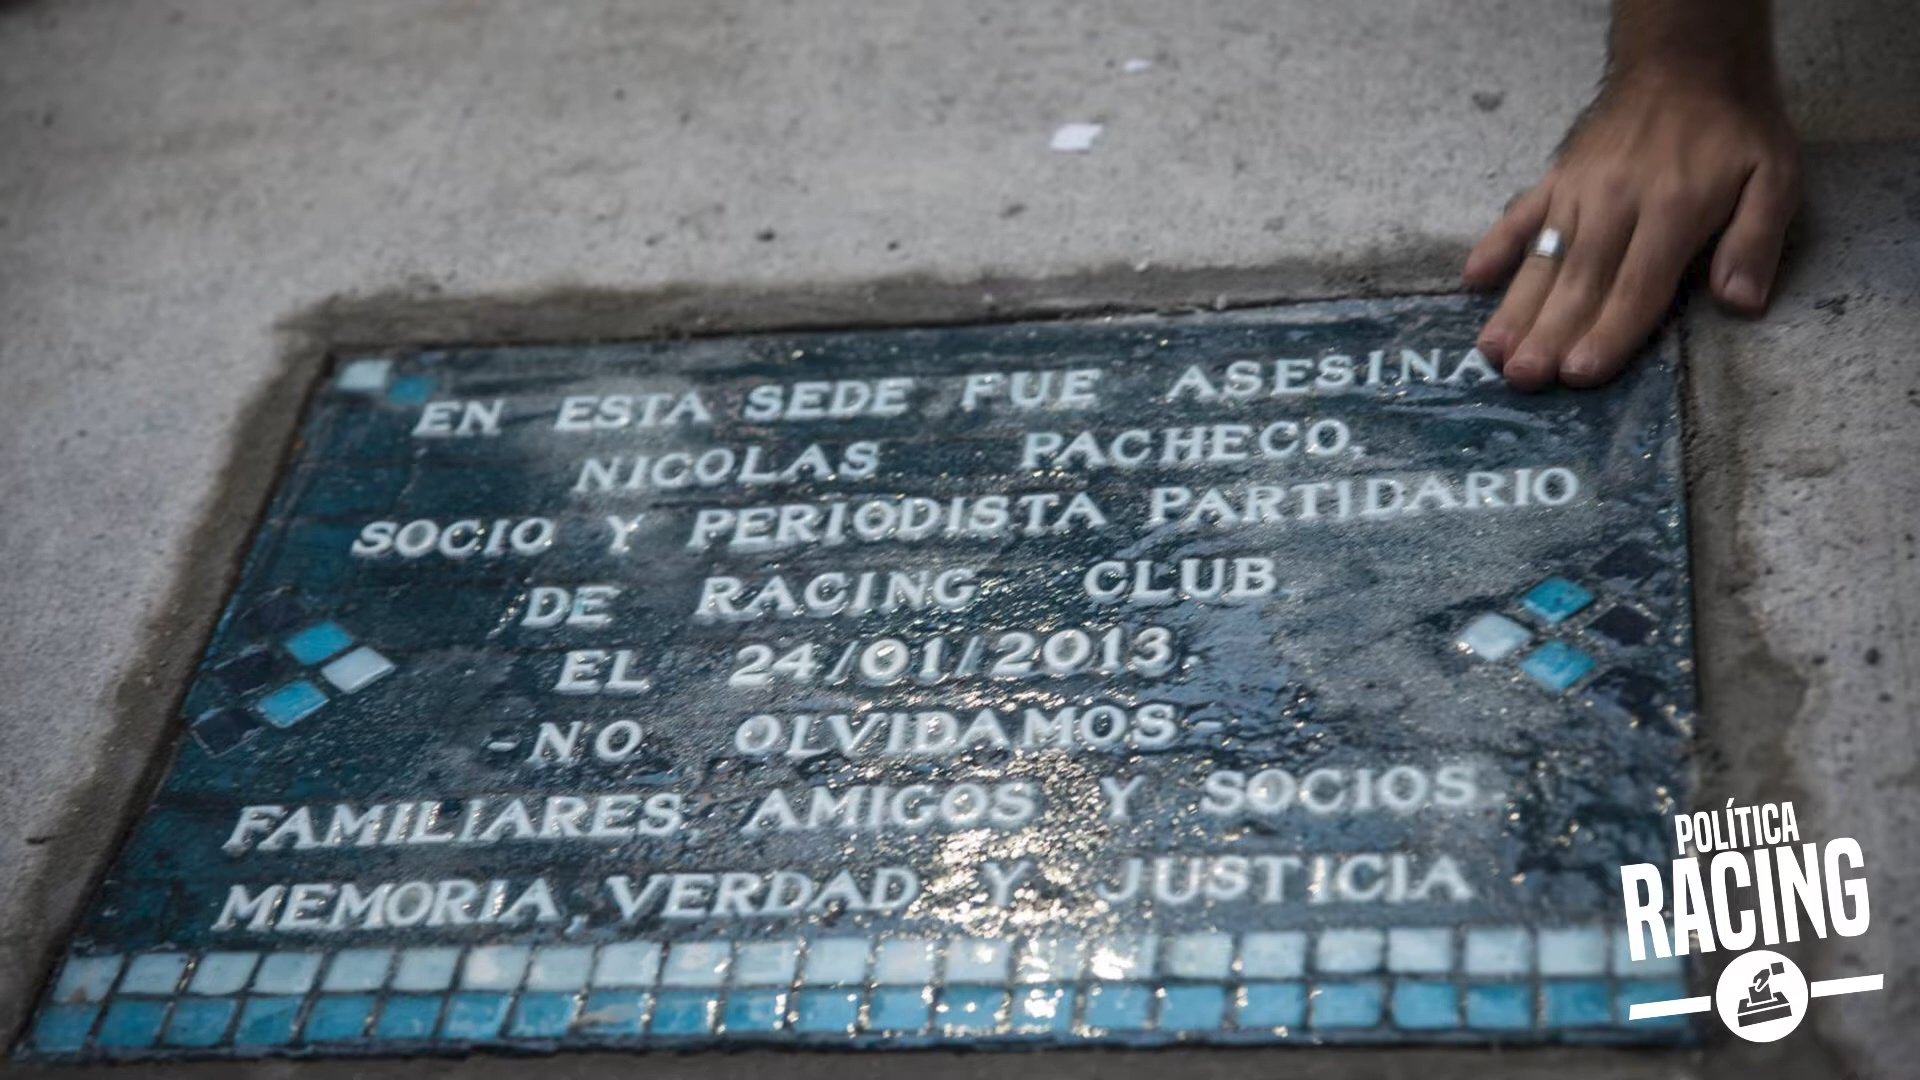 EN ESTA SEDE FUE ASESINA
NICOLAS PACHECO.
SOCIO Y PERIODISTA PARTIDARIO
DE RACING CLUB
EL 24/01/2013.
-NO OLVIDAMOS-
FAMILIARES, AMIGOS Y SOCIOS
MEMORIA, VERDAD Y JUSTICIA
POLÍTICA
RACING